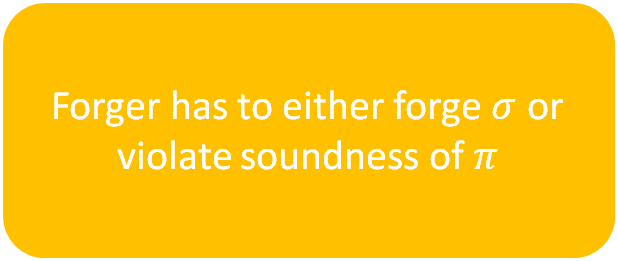 Forger has to either forge 𝜎 or
violate soundness of 𝜋